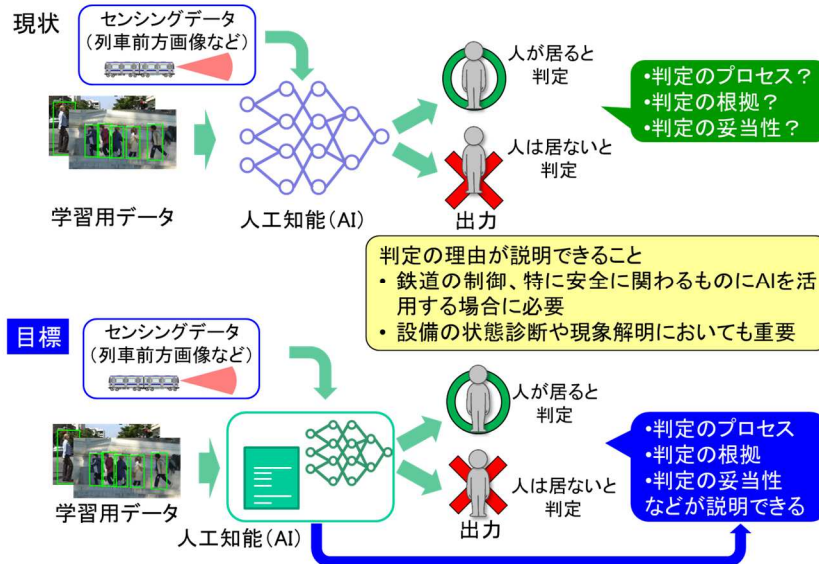 現状
センシングデータ
(列車前方画像など)
人が居ると
判定
•判定のプロセス?
•判定の根拠?
•判定の妥当性?
人は居ないと
判定
学習用データ
人工知能(AI)
出力
判定の理由が説明できること
• 鉄道の制御、特に安全に関わるものにAIを活
用する場合に必要
• 設備の状態診断や現象解明においても重要
目標
センシングデータ
(列車前方画像など)
人が居ると
判定
•判定のプロセス
•判定の根拠
•判定の妥当性
などが説明できる
人は居ないと
判定
学習用データ
人工知能(AI)
出力